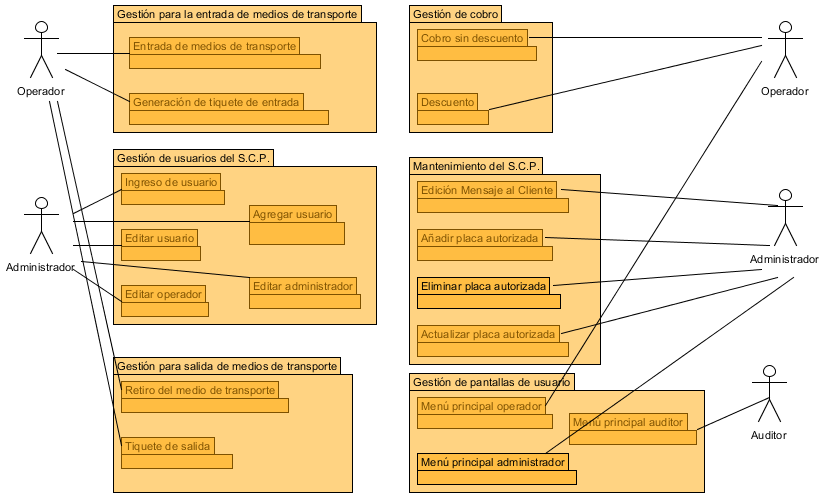 Gestión para la entrada de medios de transporte
Entrada de medios de transporte
Generación de tiquete de entrada
Operador
Gestión de usuarios del S.C.P.
Ingreso de usuario
Agregar usuario
Editar usuario
Editar administrador
Editar operador
Administrador
Gestión para salida de medios de transporte
Retiro del medio de transporte
Tiquete de salida
Gestión de cobro
Cobro sin descuento
Descuento
Operador
Mantenimiento del S.C.P.
Edición Mensaje al Cliente
Añadir placa autorizada
Eliminar placa autorizada
Actualizar placa autorizada
Administrador
Gestión de pantallas de usuario
Menú principal operador
Menú principal auditor
Menú principal administrador
Auditor